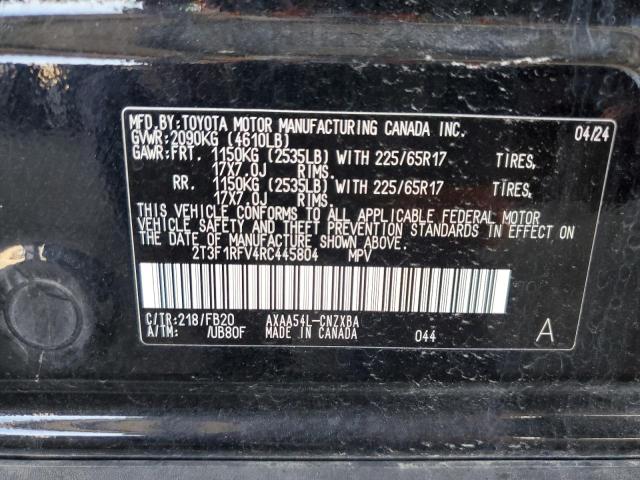 MFD.BY:TOYOTA MOTOR MANUFACTURING CANADA INC. 04/24
GVWR:2090KG (4610LB)
GAWR:FRT. 1150KG (2535LB) WITH 225/65R17 TIRES,
17X7.0J RIMS.
RR. 1150KG (2535LB) WITH 225/65R17 TIRES,
17X7.0J RIMS.
THIS VEHICLE CONFORMS TO ALL APPLICABLE FEDERAL MOTOR
VEHICLE SAFETY AND THEFT PREVENTION STANDARDS IN EFFECT ON
THE DATE OF MANUFACTURE SHOWN ABOVE.
2T3F1RFV4RC445804 MPV
C/TR:218/FB20 AXAA54L-CNZXBA
A/TM: /UB80F MADE IN CANADA 044 A